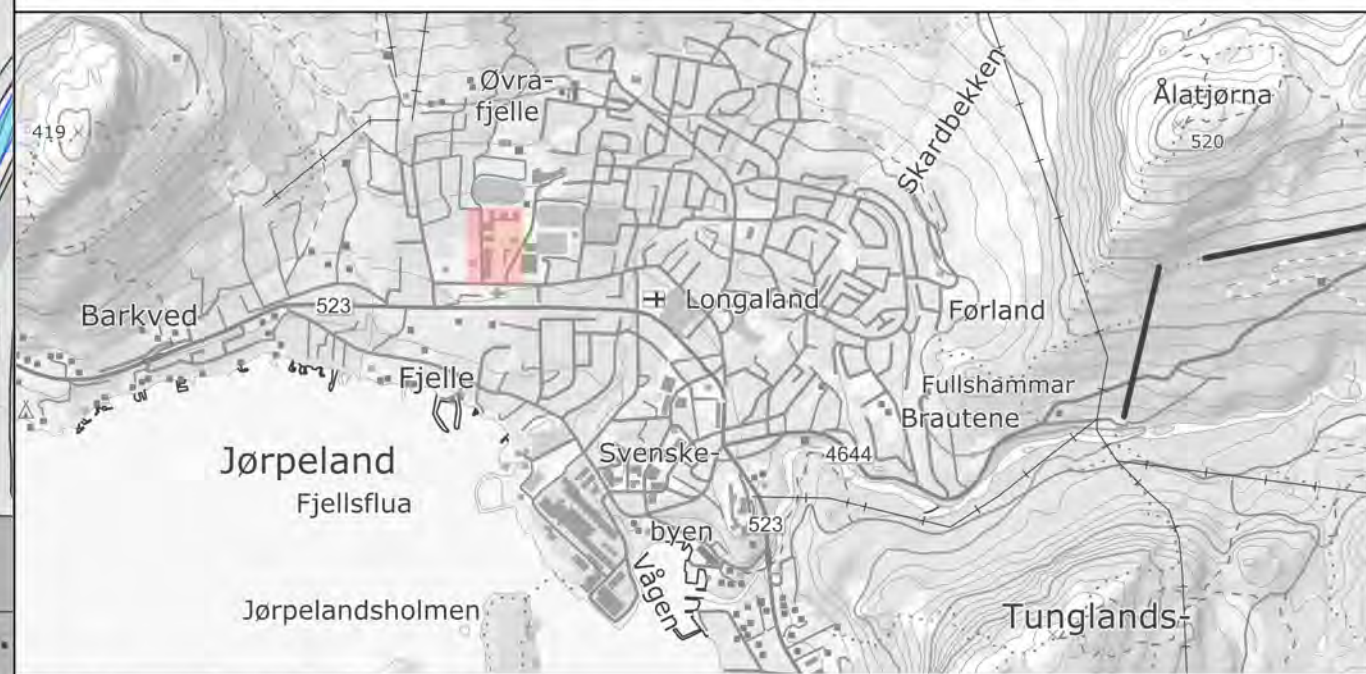 Øvra-
fjelle
Ålatjørna
419
520
Skardbekken
Barkved
523
Longaland
Førland
Fjelle
Fullshammar
Brautene
Jørpeland
Svenske-
4644
Fjellsflua
byen
523
Vågen
Jørpelandsholmen
Tunglands-